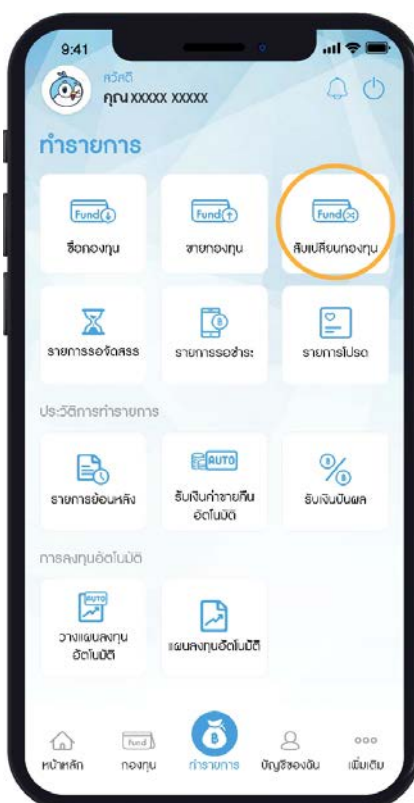 9:41
สวัสดี
คุณ XXXXX XXXXX
ทำรายการ
Fund Fund Fund
ซื้อกองทุน ขายกองทุน สับเปลี่ยนกองทุน
฿
รายการรอจัดสรร รายการรอชำระ รายการโปรด
ประวัติการทำรายการ
AUTO
รายการย้อนหลัง รับเงินค่าขายคืน รับเงินปันผล
อัตโนมัติ
การลงทุนอัตโนมัติ
AUTO
วางแผนลงทุน แผนลงทุนอัตโนมัติ
อัตโนมัติ
Fund ฿
หน้าหลัก กองทุน ทำรายการ บัญชีของฉัน เพิ่มเติม